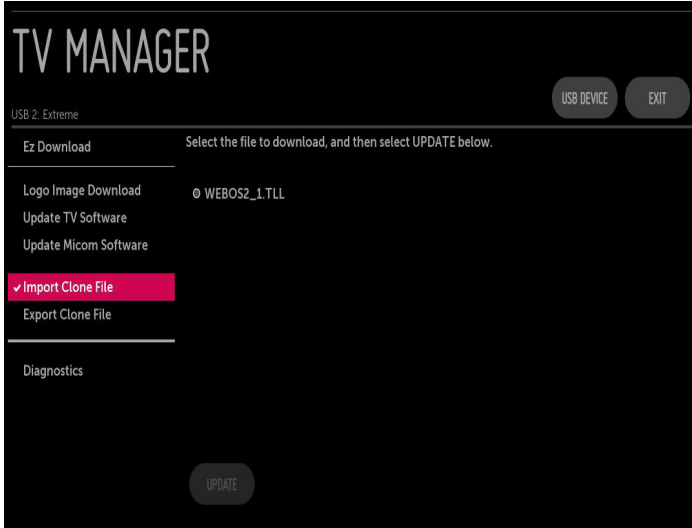 TV MANAGER
USB DEVICE
EXIT
USB 2: Extreme
Ez Download
Select the file to download, and then select UPDATE below.
Logo Image Download
WEBOS2_1.TLL
Update TV Software
Update Micom Software
Import Clone File
Export Clone File
Diagnostics
UPDATE